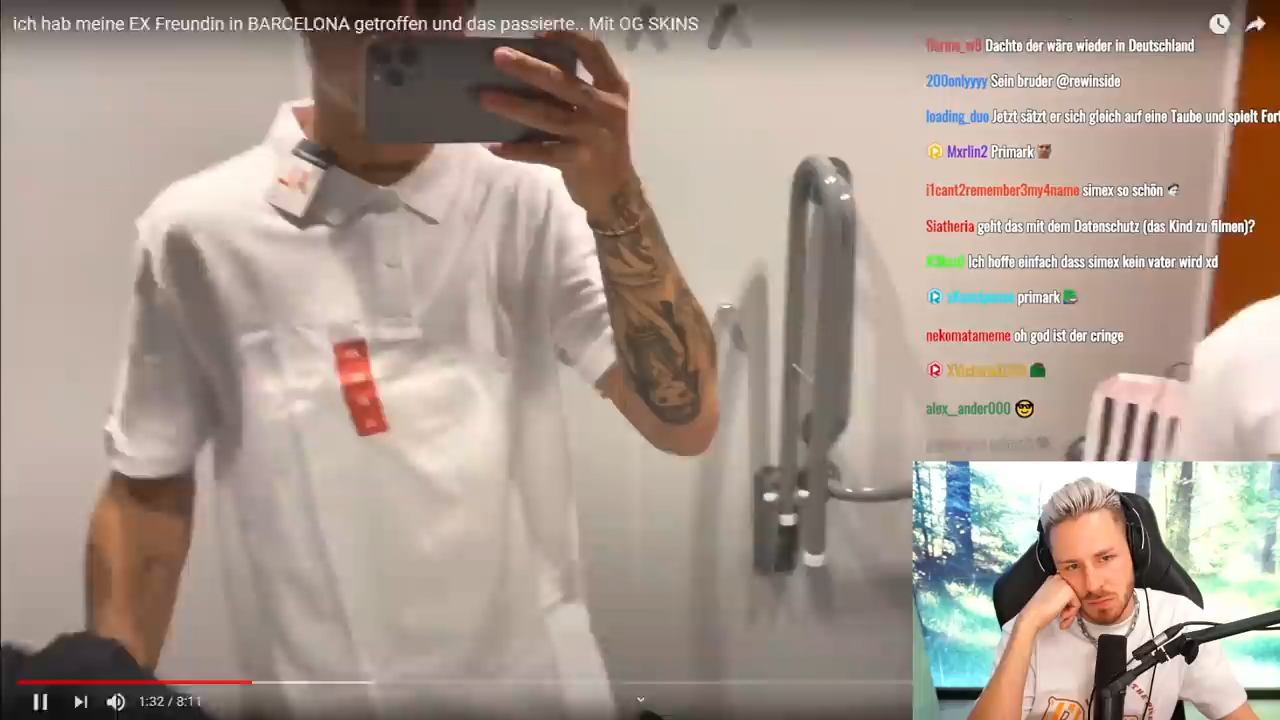 ich hab meine EX Freundin in BARCELONA getroffen und das passierte.. Mit OG SKINS
Dachte der wäre wieder in Deutschland
200onlyyyy Sein bruder @rewinside
loading_duo Jetzt sätzt er sich gleich auf eine Taube und spielt Fort
Mxrlin2 Primark
i1cant2remember3my4name simex so schön
Siatheria geht das mit dem Datenschutz (das Kind zu filmen)?
Ich hoffe einfach dass simex kein vater wird xd
primark
nekomatameme oh god ist der cringe
alex__ander000
1:32 / 8:11